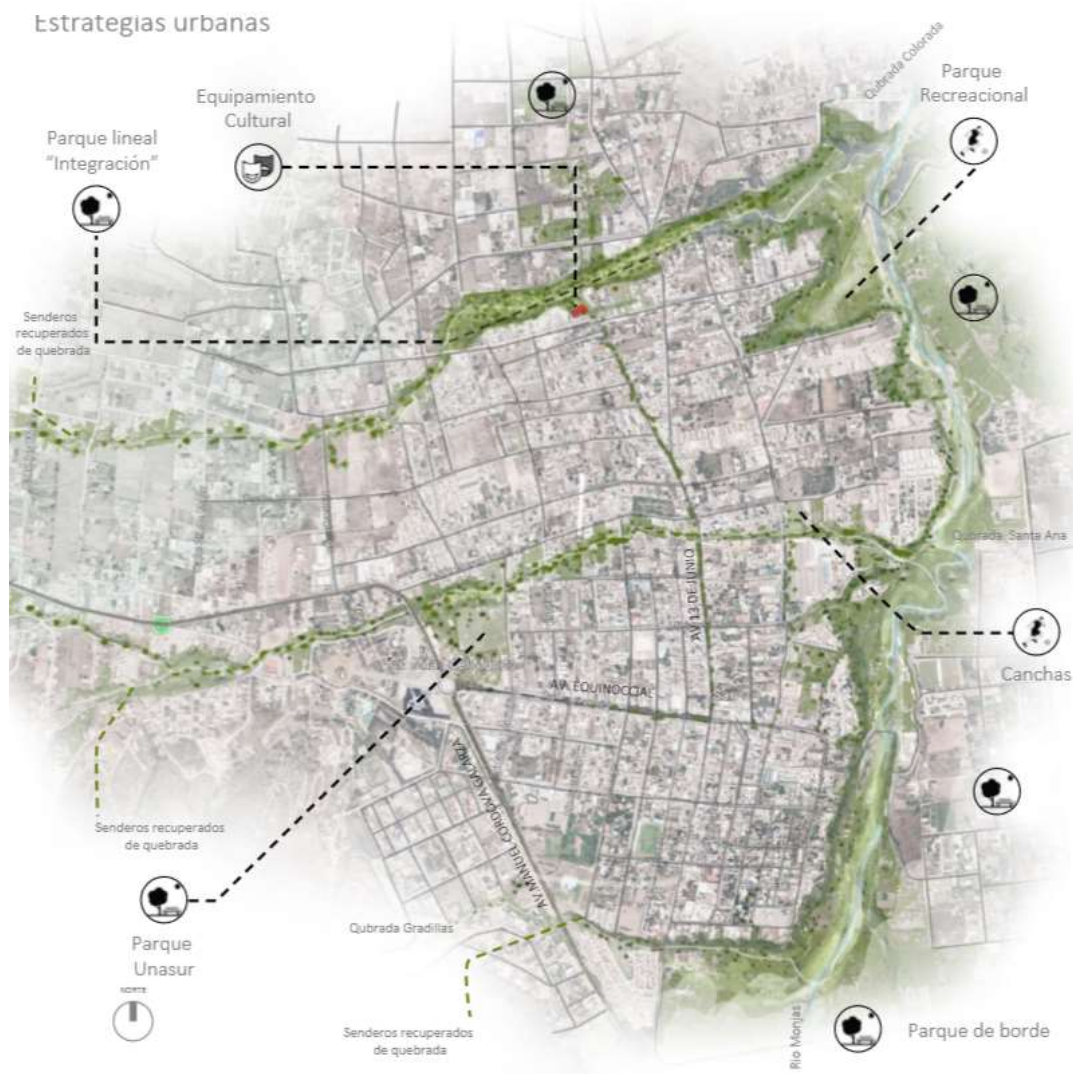 Estrategias urbanas
Qubrada Colorada
Parque
Recreacional
Equipamiento
Cultural
Parque lineal
"Integración"
Senderos
recuperados
de quebrada
Qubrada Santa Ana
AV 13 DE JUNIO
Canchas
AV. EQUINOCCIAL
AV MANUEL CORDOVA GALARZA
Senderos recuperados
de quebrada
Qubrada Gradillas
Parque
Unasur
NORTE
Senderos recuperados
de quebrada
Rio Monjas
Parque de borde